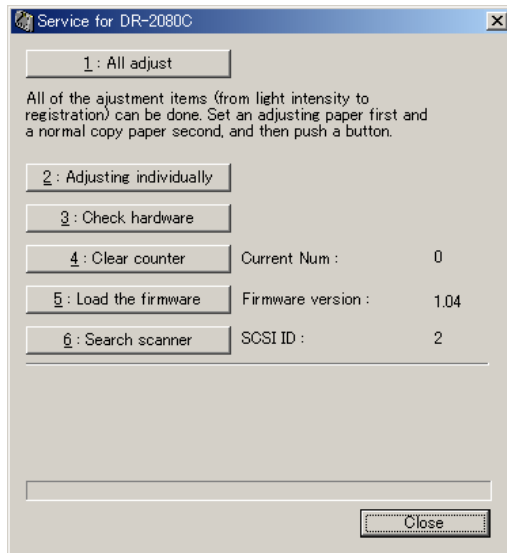 Service for DR-2080C
1 : All adjust
All of the ajustment items (from light intensity to
registration) can be done. Set an adjusting paper first and
a normal copy paper second, and then push a button.
2 : Adjusting individually
3 : Check hardware
4 : Clear counter Current Num : 0
5 : Load the firmware Firmware version : 1.04
6 : Search scanner SCSI ID : 2
Close